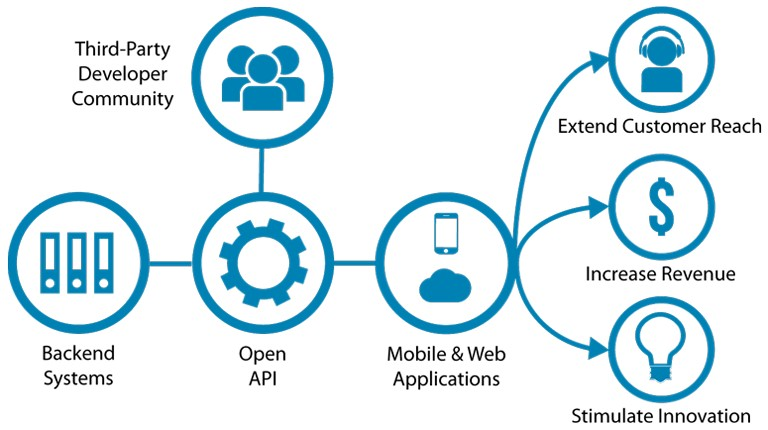 Third-Party
Developer
Community
Extend Customer Reach
$
Increase Revenue
Backend
Systems
Open
API
Mobile & Web
Applications
Stimulate Innovation